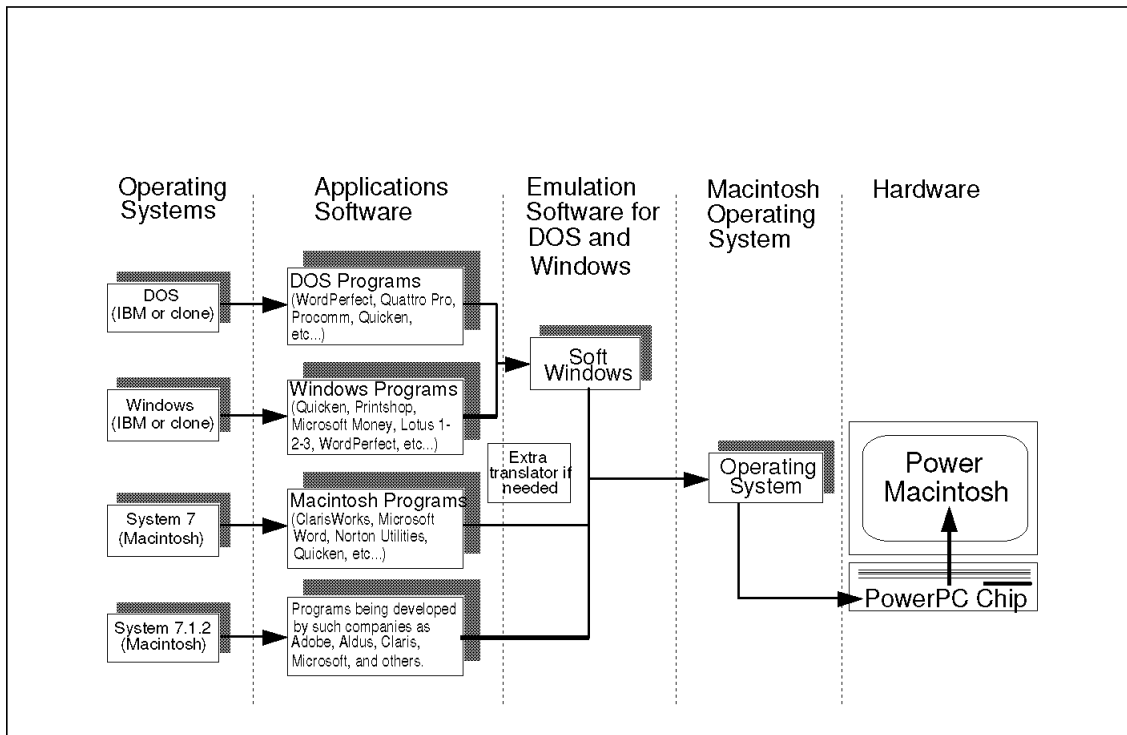 Operating
Systems
Applications
Software
Emulation
Software for
DOS and
Windows
Macintosh
Operating
System
Hardware
DOS
(IBM or clone)
DOS Programs
(WordPerfect, Quattro Pro,
Procomm, Quicken,
etc...)
Soft
Windows
Windows
(IBM or clone)
Windows Programs
(Quicken, Printshop,
Microsoft Money, Lotus 1-
2-3, WordPerfect, etc...)
Extra
translator if
needed
Operating
System
Power
Macintosh
System 7
(Macintosh)
Macintosh Programs
(ClarisWorks, Microsoft
Word, Norton Utilities,
Quicken, etc...)
PowerPC Chip
System 7.1.2
(Macintosh)
Programs being developed
by such companies as
Adobe, Aldus, Claris,
Microsoft, and others.